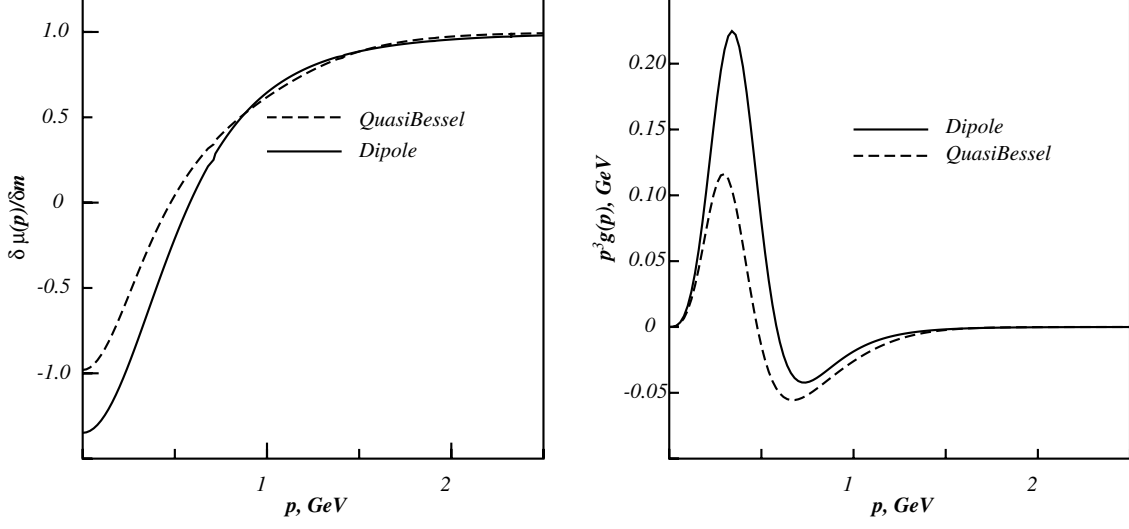 1.0
0.5
0
-0.5
-1.0
δ μ(p)/δm
QuasiBessel
Dipole
1
2
p, GeV
0.20
0.15
0.10
0.05
0
-0.05
p³g(p), GeV
Dipole
QuasiBessel
1
2
p, GeV